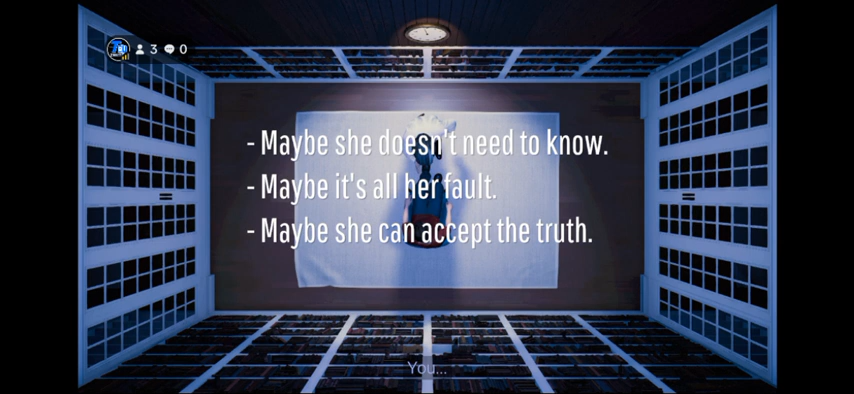 3 0
- Maybe she doesn't need to know.
- Maybe it's all her fault.
- Maybe she can accept the truth.
You...